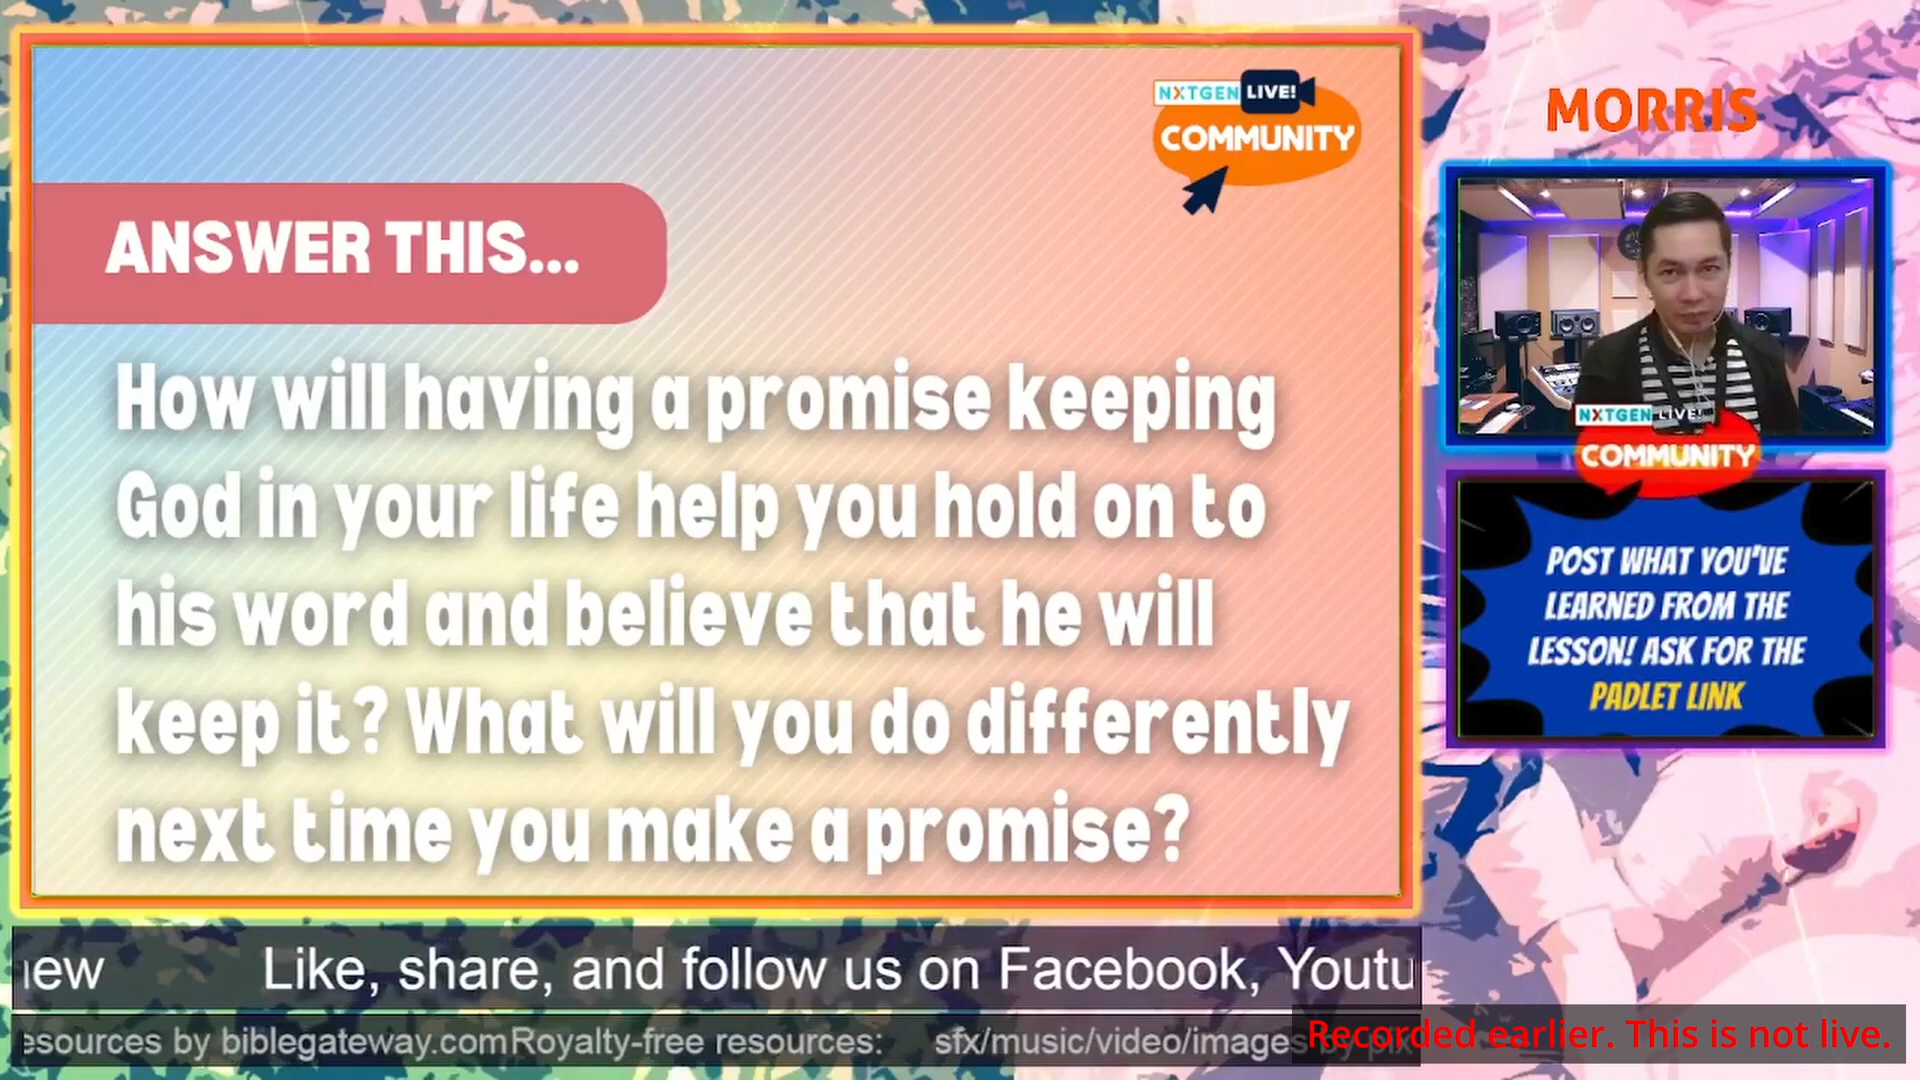 NXTGEN LIVE!
COMMUNITY
ANSWER THIS...
How will having a promise keeping
God in your life help you hold on to
his word and believe that he will
keep it? What will you do differently
next time you make a promise?
MORRIS
NXTGEN LIVE!
COMMUNITY
POST WHAT YOU'VE
LEARNED FROM THE
LESSON! ASK FOR THE
PADLET LINK
Like, share, and follow us on Facebook, Youtu
esources by biblegateway.com Royalty-free resources: sfx/music/video/images by
Recorded earlier. This is not live.